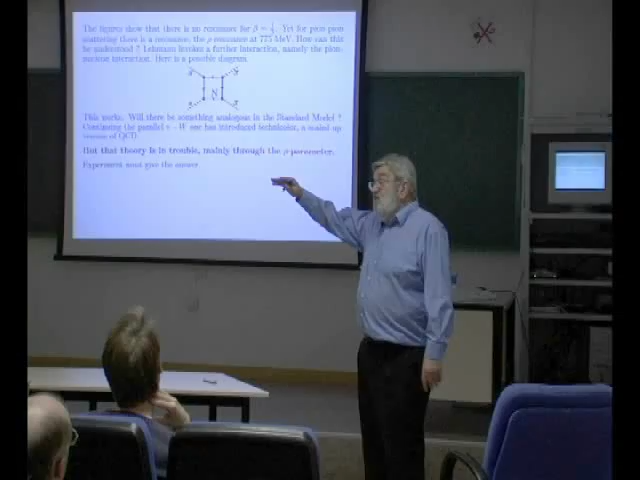 The figures show that there is no resonance for β = 1/2. Yet for pion-pion
scattering there is a resonance, the ρ resonance at 775 MeV. How can this
be understood ? Lehmann invokes a further interaction, namely the pion-
nucleon interaction. Here is a possible diagram.
N
This works. Will there be something analogous in the Standard Model ?
Continuing the parallel - W one has introduced technicolor, a scaled up
version of QCD.
But that theory is in trouble, mainly through the ρ-parameter.
Experiment must give the answer.